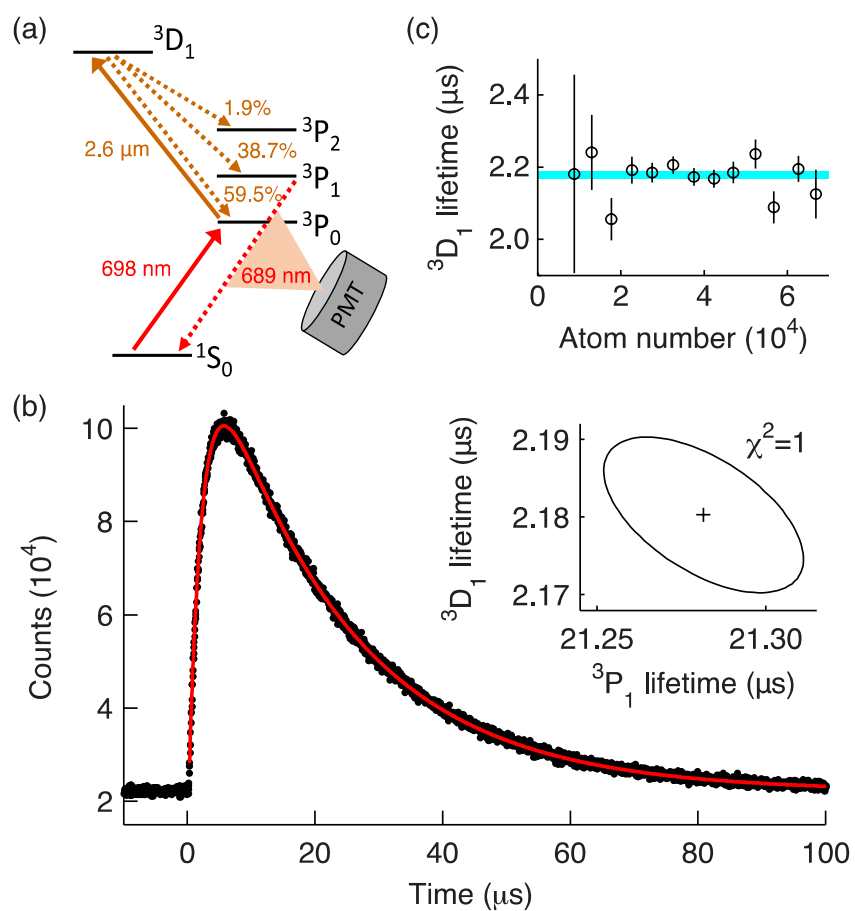 (a)
³D₁
1.9%
³P₂
2.6 µm
38.7%
³P₁
59.5%
³P₀
698 nm
689 nm
PMT
¹S₀
(c)
³D₁ lifetime (µs)
2.4
2.2
2.0
0
2
4
6
Atom number (10⁴)
(b)
Counts (10⁴)
10
8
6
4
2
0
20
40
60
80
100
Time (µs)
³D₁ lifetime (µs)
2.19
2.18
2.17
χ²=1
21.25
21.30
³P₁ lifetime (µs)